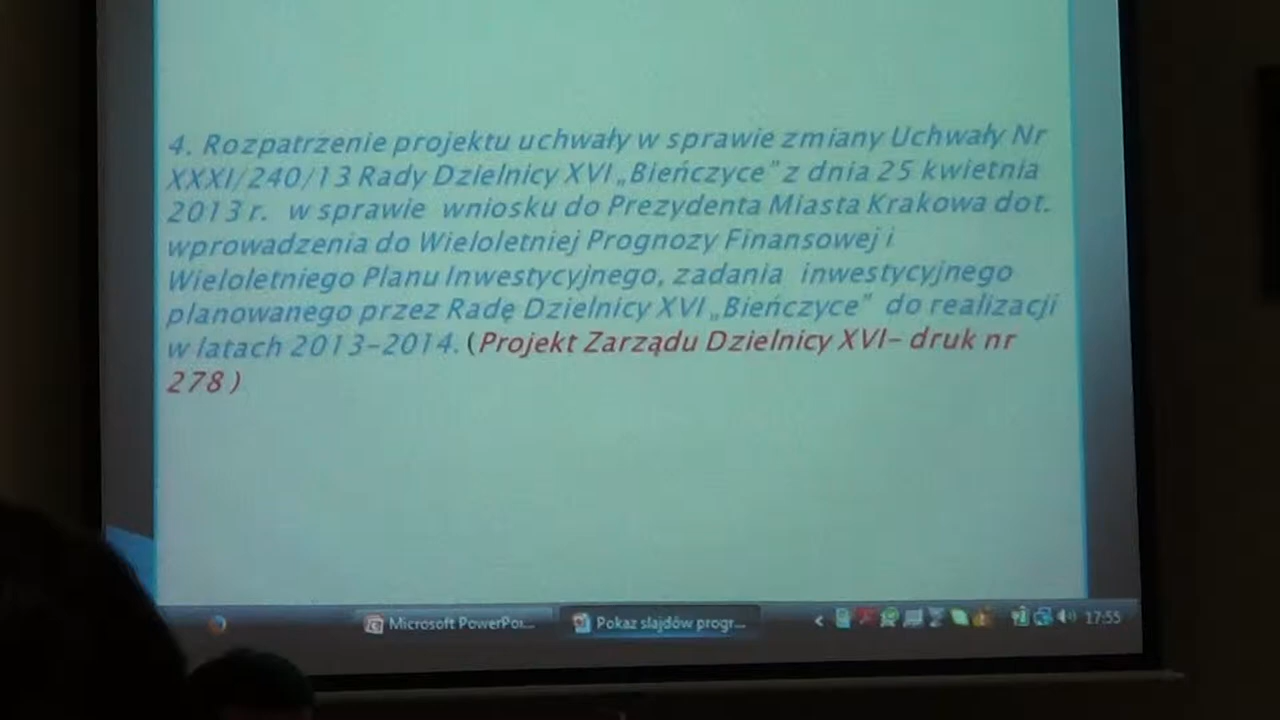 4. Rozpatrzenie projektu uchwały w sprawie zmiany Uchwały Nr
XXXI/240/13 Rady Dzielnicy XVI „Bieńczyce" z dnia 25 kwietnia
2013 r. w sprawie wniosku do Prezydenta Miasta Krakowa dot.
wprowadzenia do Wieloletniej Prognozy Finansowej i
Wieloletniego Planu Inwestycyjnego, zadania inwestycyjnego
planowanego przez Radę Dzielnicy XVI „Bieńczyce" do realizacji
w latach 2013-2014. (Projekt Zarządu Dzielnicy XVI- druk nr
278)
Microsoft PowerPoi... Pokaz slajdów progr... 17:55